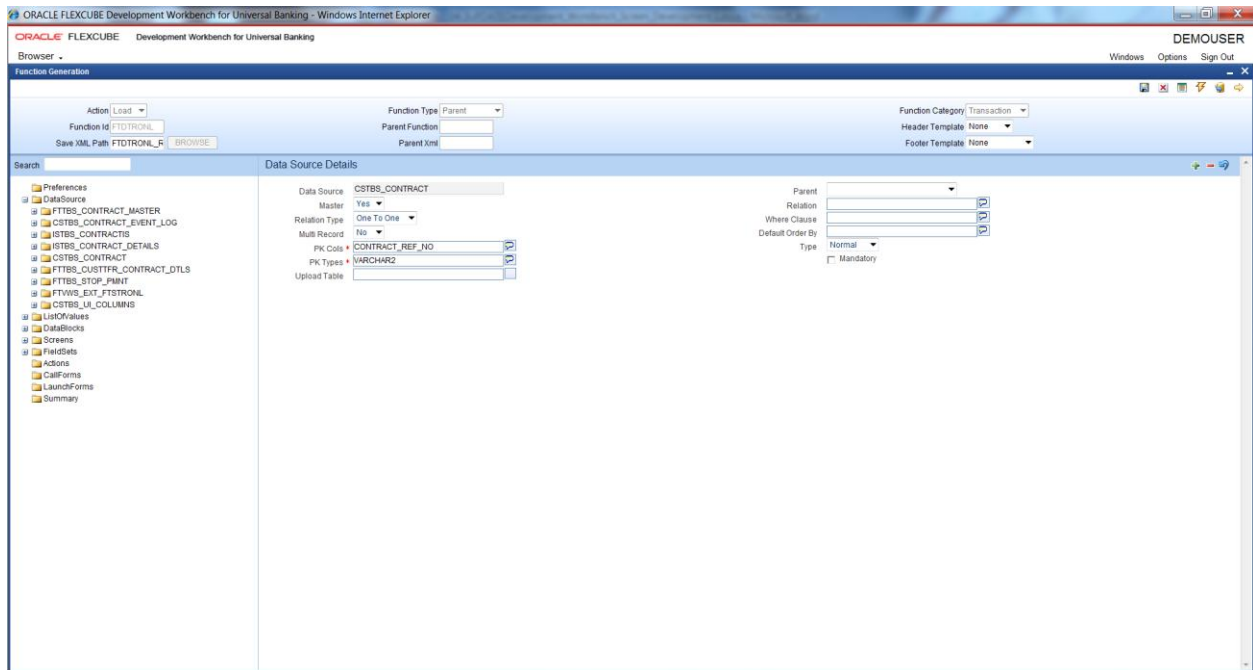 ORACLE FLEXCUBE Development Workbench for Universal Banking - Windows Internet Explorer
ORACLE FLEXCUBE Development Workbench for Universal Banking DEMOUSER
Browser Windows Options Sign Out
Function Generation
Action Load Function Type Parent Function Category Transaction
Function Id FTDTRONL Parent Function Header Template None
Save XML Path FTDTRONL_R BROWSE Parent Xml Footer Template None
Search Data Source Details
Preferences
DataSource
FTTBS_CONTRACT_MASTER
CSTBS_CONTRACT_EVENT_LOG
ISTBS_CONTRACTIS
ISTBS_CONTRACT_DETAILS
CSTBS_CONTRACT
FTTBS_CUSTTFR_CONTRACT_DTLS
FTTBS_STOP_PMNT
FTVWS_EXT_FTSTRONL
CSTBS_UI_COLUMNS
ListOfValues
DataBlocks
Screens
FieldSets
Actions
CallForms
LaunchForms
Summary
Data Source CSTBS_CONTRACT
Master Yes
Relation Type One To One
Multi Record No
PK Cols * CONTRACT_REF_NO
PK Types * VARCHAR2
Upload Table
Parent
Relation
Where Clause
Default Order By
Type Normal
Mandatory